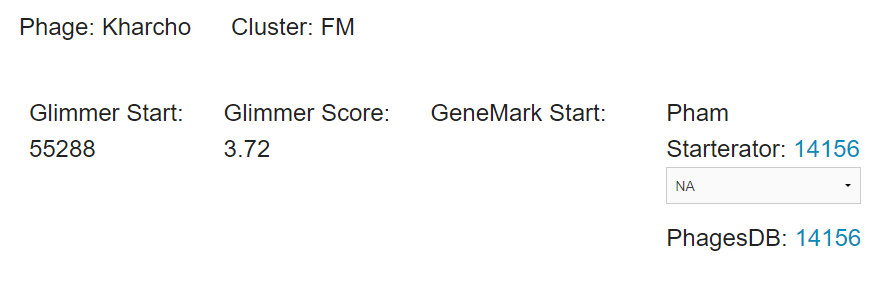 Phage: Kharcho Cluster: FM
Glimmer Start: Glimmer Score: GeneMark Start: Pham
55288 3.72 Starterator: 14156
NA
PhagesDB: 14156